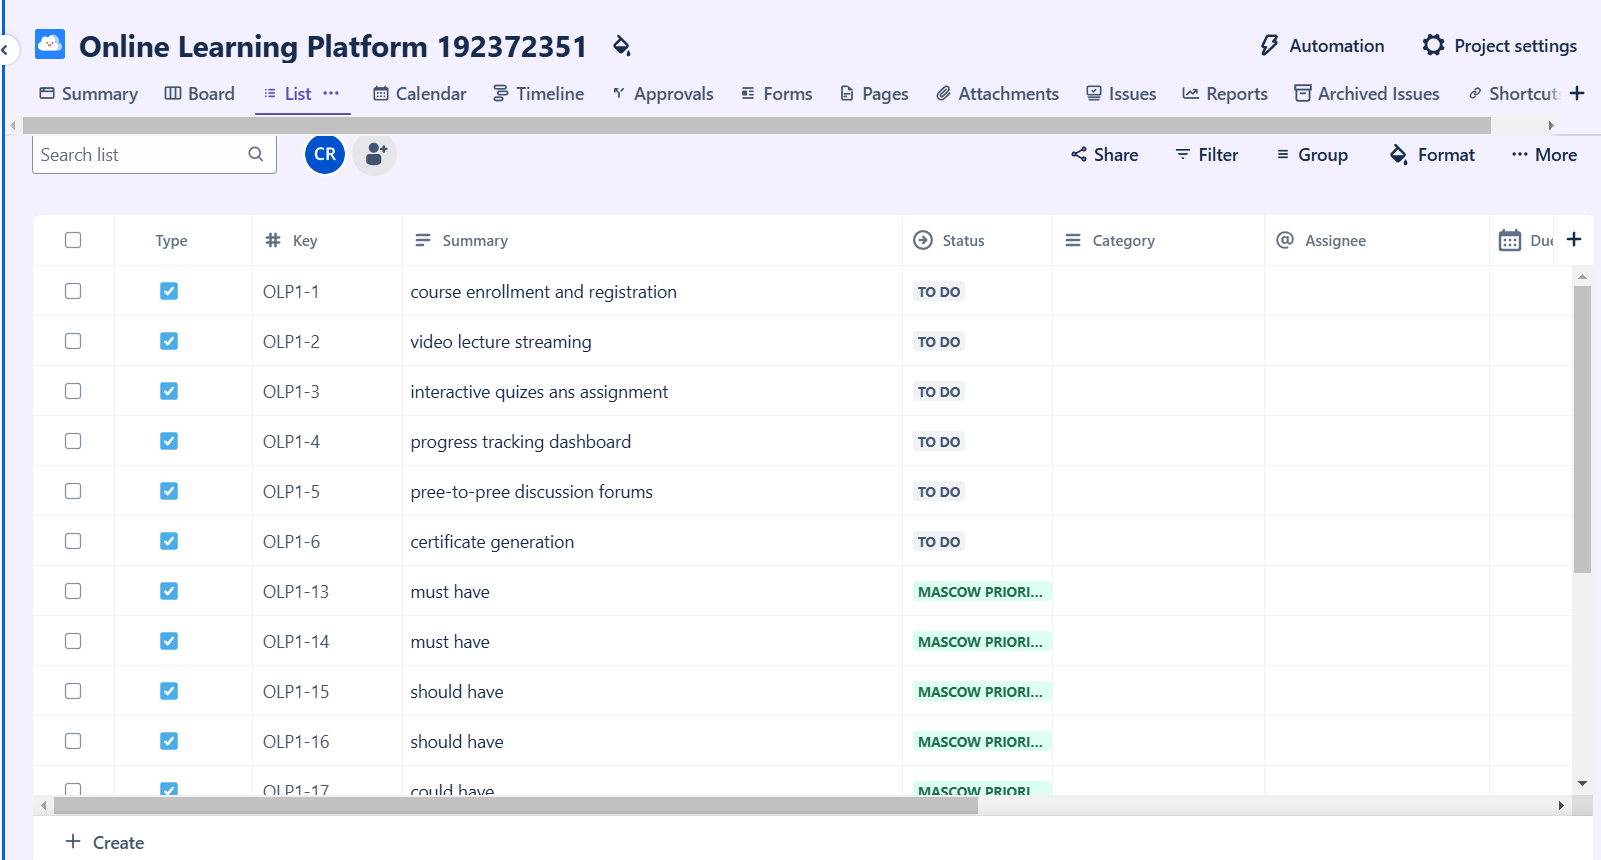 Online Learning Platform 192372351
Automation
Project settings
Summary
Board
List
Calendar
Timeline
Approvals
Forms
Pages
Attachments
Issues
Reports
Archived Issues
Shortcuts
Search list
CR
Share
Filter
Group
Format
More
Type Key Summary Status Category Assignee Due
OLP1-1 course enrollment and registration TO DO
OLP1-2 video lecture streaming TO DO
OLP1-3 interactive quizes ans assignment TO DO
OLP1-4 progress tracking dashboard TO DO
OLP1-5 pree-to-pree discussion forums TO DO
OLP1-6 certificate generation TO DO
OLP1-13 must have MASCOW PRIORI...
OLP1-14 must have MASCOW PRIORI...
OLP1-15 should have MASCOW PRIORI...
OLP1-16 should have MASCOW PRIORI...
OLP1-17 could have MASCOW PRIORI...
Create